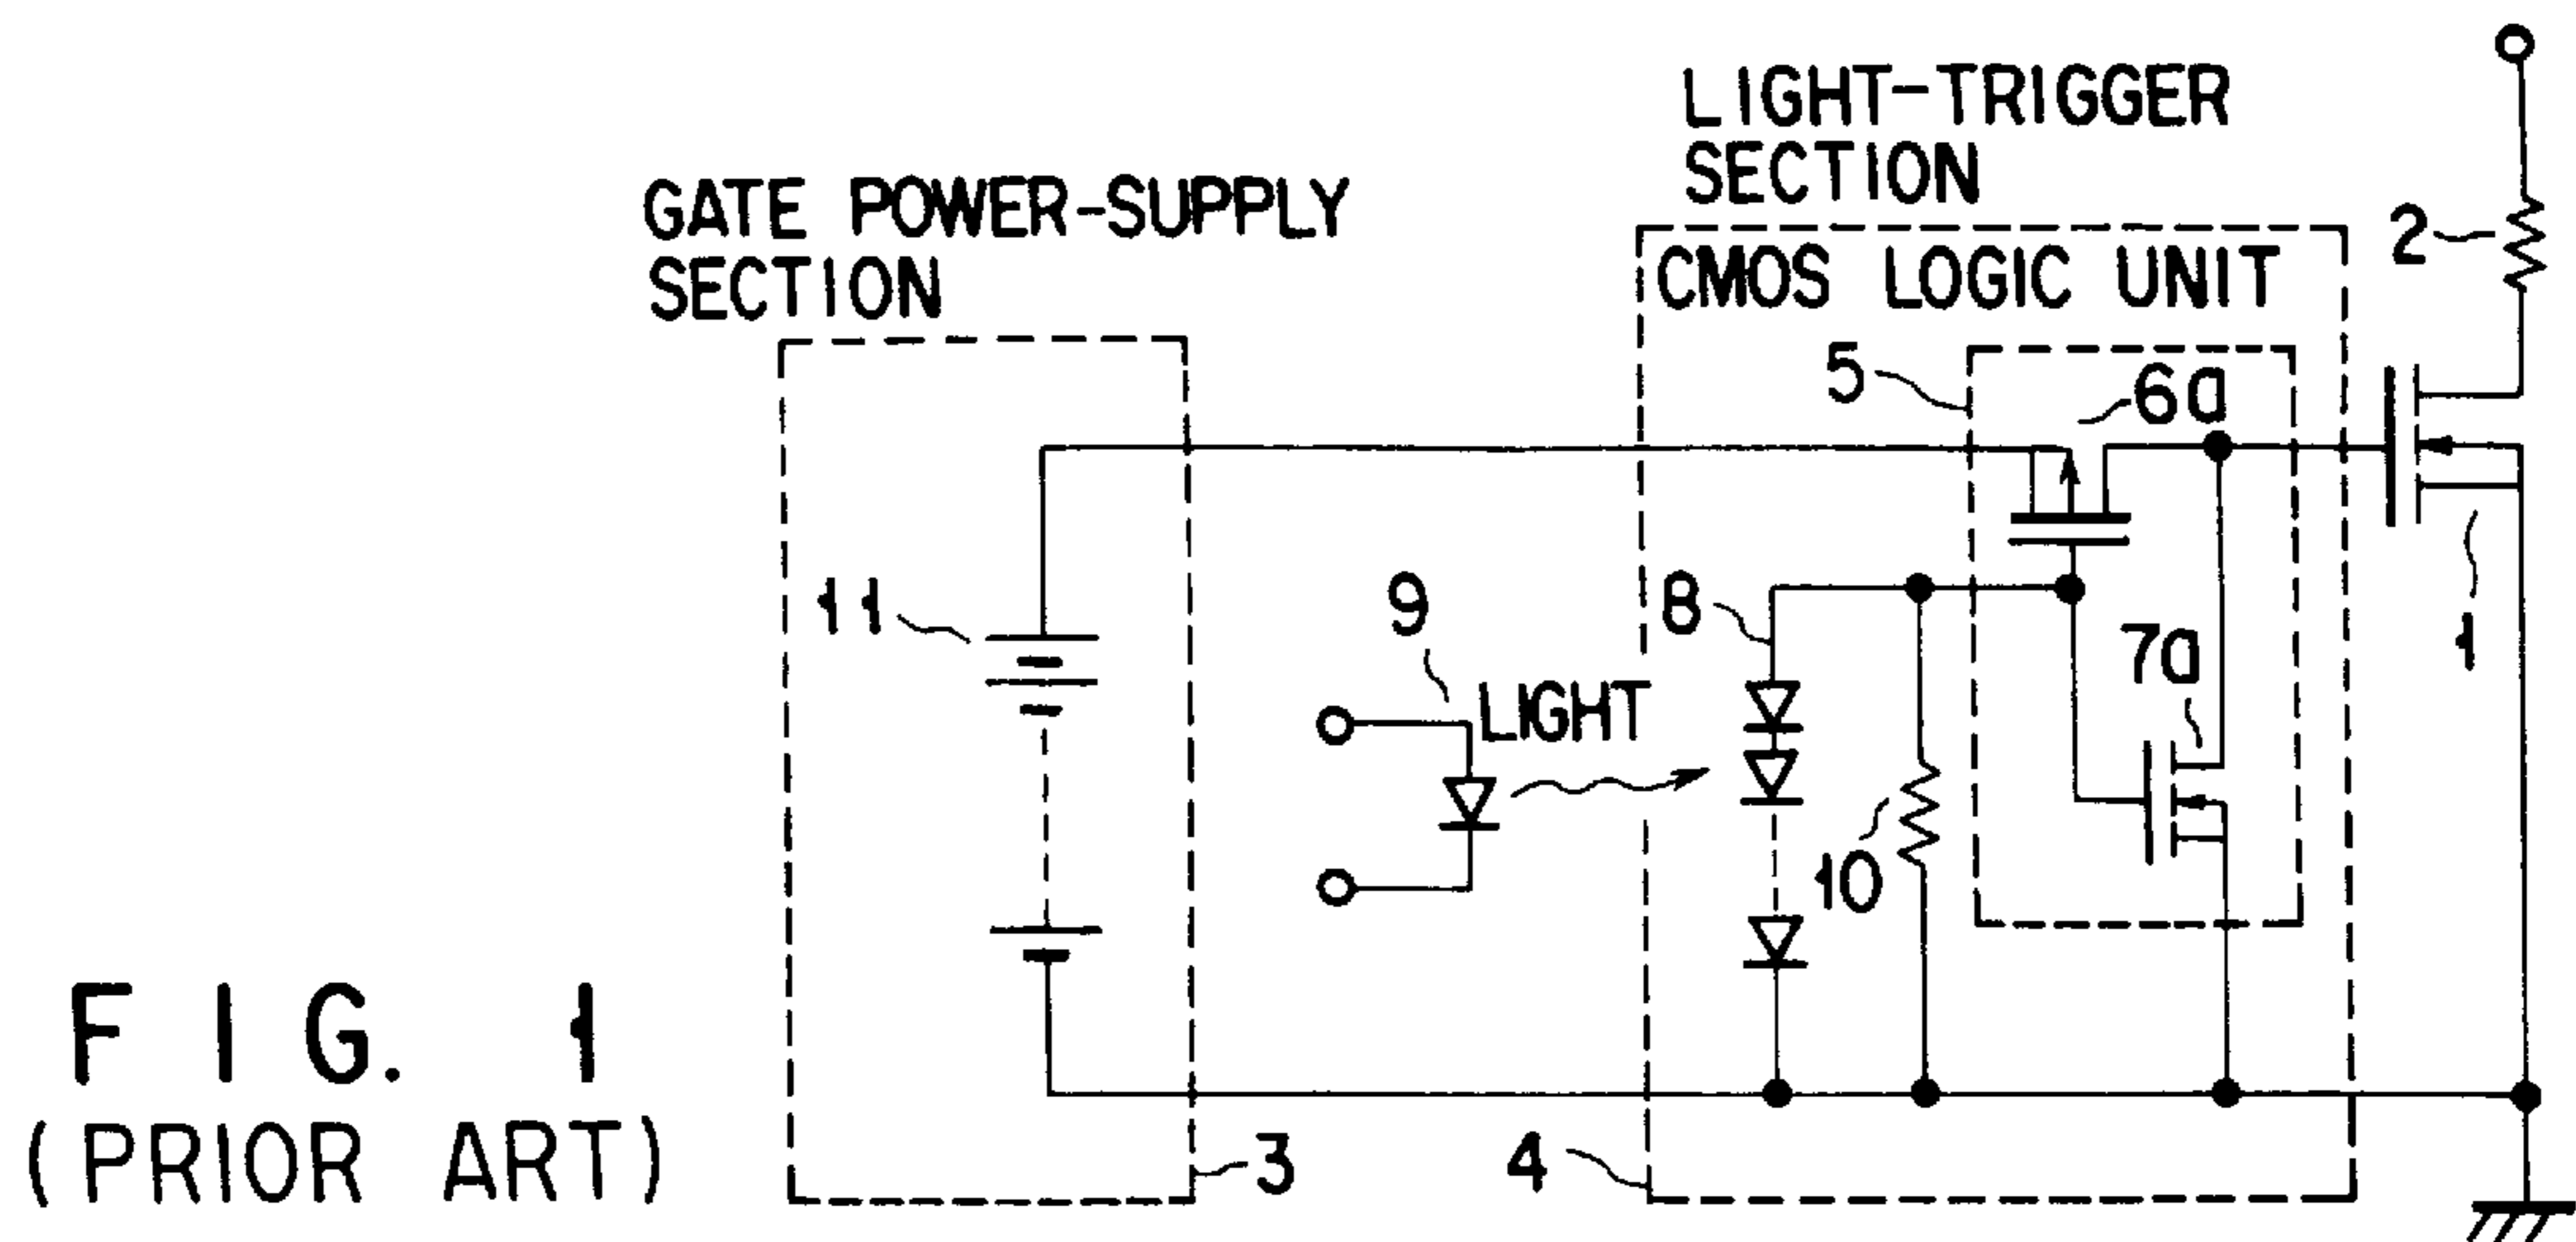 LIGHT-TRIGGER
SECTION
GATE POWER-SUPPLY
SECTION
2
CMOS LOGIC UNIT
5
6a
11
9
8
1
7a
LIGHT
10
FIG. 1
(PRIOR ART)
3
4